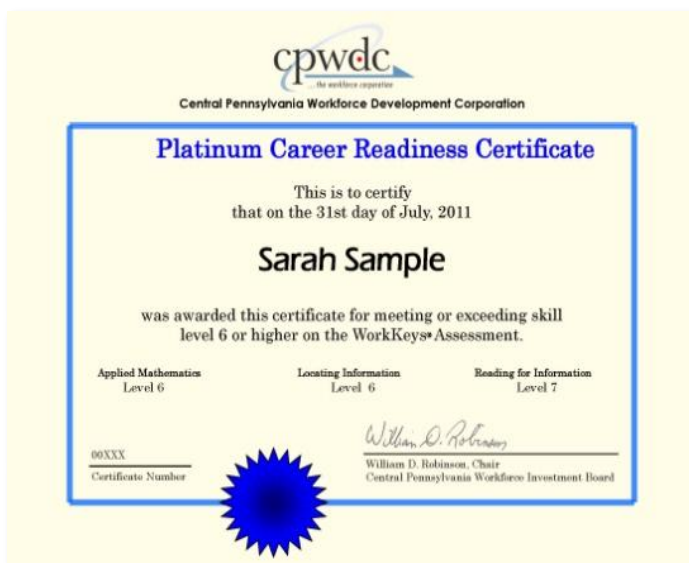 cpwdc
...the workforce corporation
Central Pennsylvania Workforce Development Corporation
Platinum Career Readiness Certificate
This is to certify
that on the 31st day of July, 2011
Sarah Sample
was awarded this certificate for meeting or exceeding skill
level 6 or higher on the WorkKeys® Assessment.
Applied Mathematics Locating Information Reading for Information
Level 6 Level 6 Level 7
William D. Robinson
00XXX
Certificate Number
William D. Robinson, Chair
Central Pennsylvania Workforce Investment Board